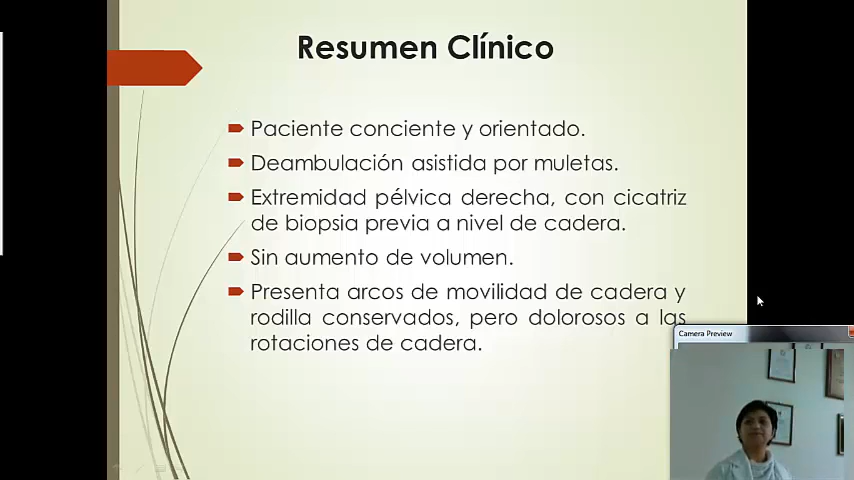 Resumen Clínico
Paciente conciente y orientado.
Deambulación asistida por muletas.
Extremidad pélvica derecha, con cicatriz
de biopsia previa a nivel de cadera.
Sin aumento de volumen.
Presenta arcos de movilidad de cadera y
rodilla conservados, pero dolorosos a las
rotaciones de cadera.
Camera Preview